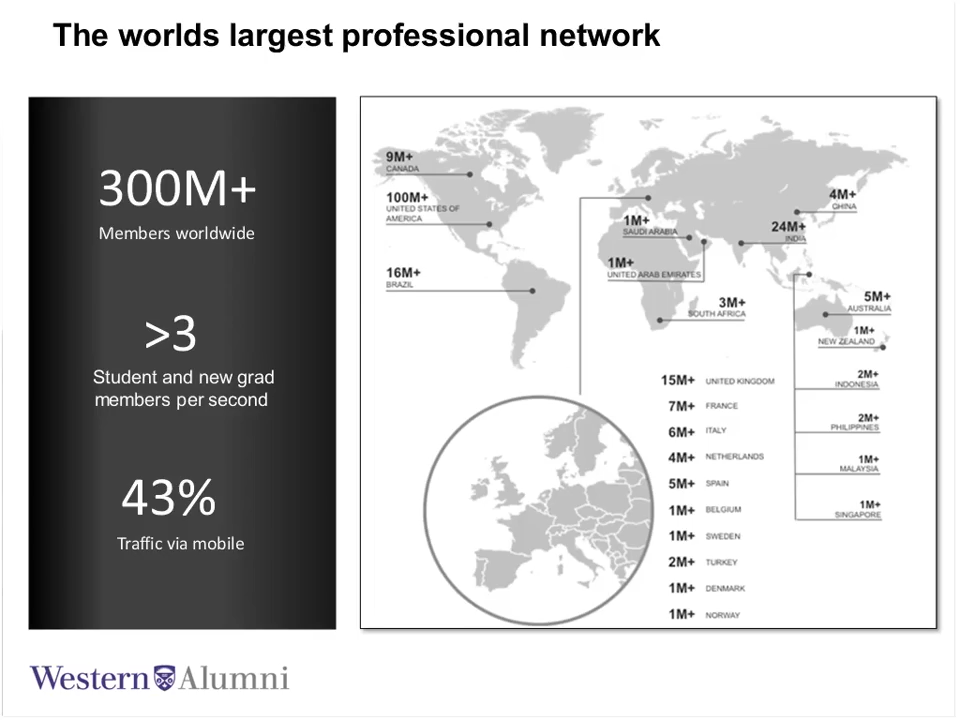 The worlds largest professional network
300M+
Members worldwide
>3
Student and new grad
members per second
43%
Traffic via mobile
9M+
CANADA
100M+
UNITED STATES OF
AMERICA
16M+
BRAZIL
1M+
SAUDI ARABIA
1M+
UNITED ARAB EMIRATES
3M+
SOUTH AFRICA
4M+
CHINA
24M+
INDIA
5M+
AUSTRALIA
1M+
NEW ZEALAND
2M+
INDONESIA
2M+
PHILIPPINES
1M+
MALAYSIA
1M+
SINGAPORE
15M+ UNITED KINGDOM
7M+ FRANCE
6M+ ITALY
4M+ NETHERLANDS
5M+ SPAIN
1M+ BELGIUM
1M+ SWEDEN
2M+ TURKEY
1M+ DENMARK
1M+ NORWAY
Western Alumni